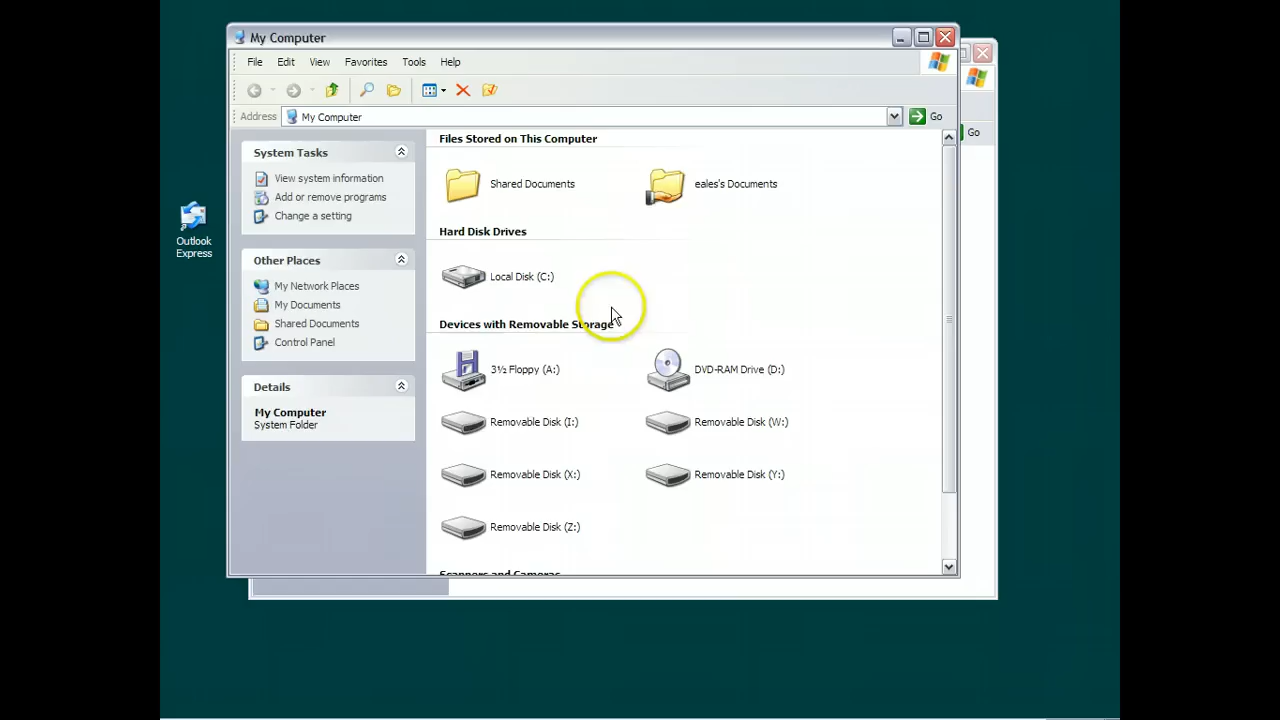 My Computer
File Edit View Favorites Tools Help
Address My Computer Go
Go
System Tasks
View system information
Add or remove programs
Change a setting
Other Places
My Network Places
My Documents
Shared Documents
Control Panel
Details
My Computer
System Folder
Files Stored on This Computer
Shared Documents eales's Documents
Hard Disk Drives
Local Disk (C:)
Devices with Removable Storage
3½ Floppy (A:) DVD-RAM Drive (D:)
Removable Disk (I:) Removable Disk (W:)
Removable Disk (X:) Removable Disk (Y:)
Removable Disk (Z:)
Scanners and Cameras
Outlook
Express